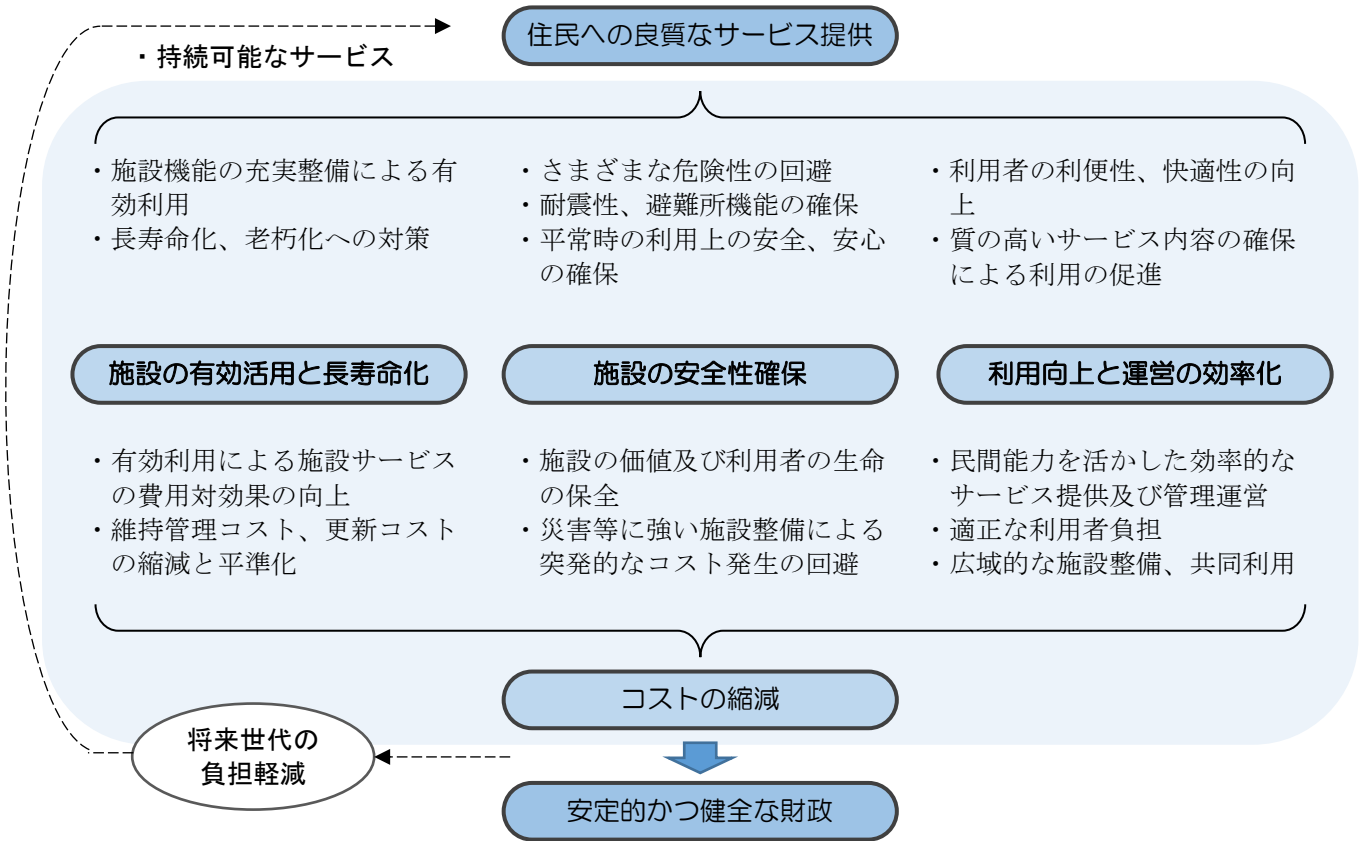 住民への良質なサービス提供
・持続可能なサービス
・施設機能の充実整備による有
効利用
・長寿命化、老朽化への対策
・さまざまな危険性の回避
・耐震性、避難所機能の確保
・平常時の利用上の安全、安心
の確保
・利用者の利便性、快適性の向
上
・質の高いサービス内容の確保
による利用の促進
施設の有効活用と長寿命化
施設の安全性確保
利用向上と運営の効率化
・有効利用による施設サービス
の費用対効果の向上
・維持管理コスト、更新コスト
の縮減と平準化
・施設の価値及び利用者の生命
の保全
・災害等に強い施設整備による
突発的なコスト発生の回避
・民間能力を活かした効率的な
サービス提供及び管理運営
・適正な利用者負担
・広域的な施設整備、共同利用
コストの縮減
将来世代の
負担軽減
安定的かつ健全な財政